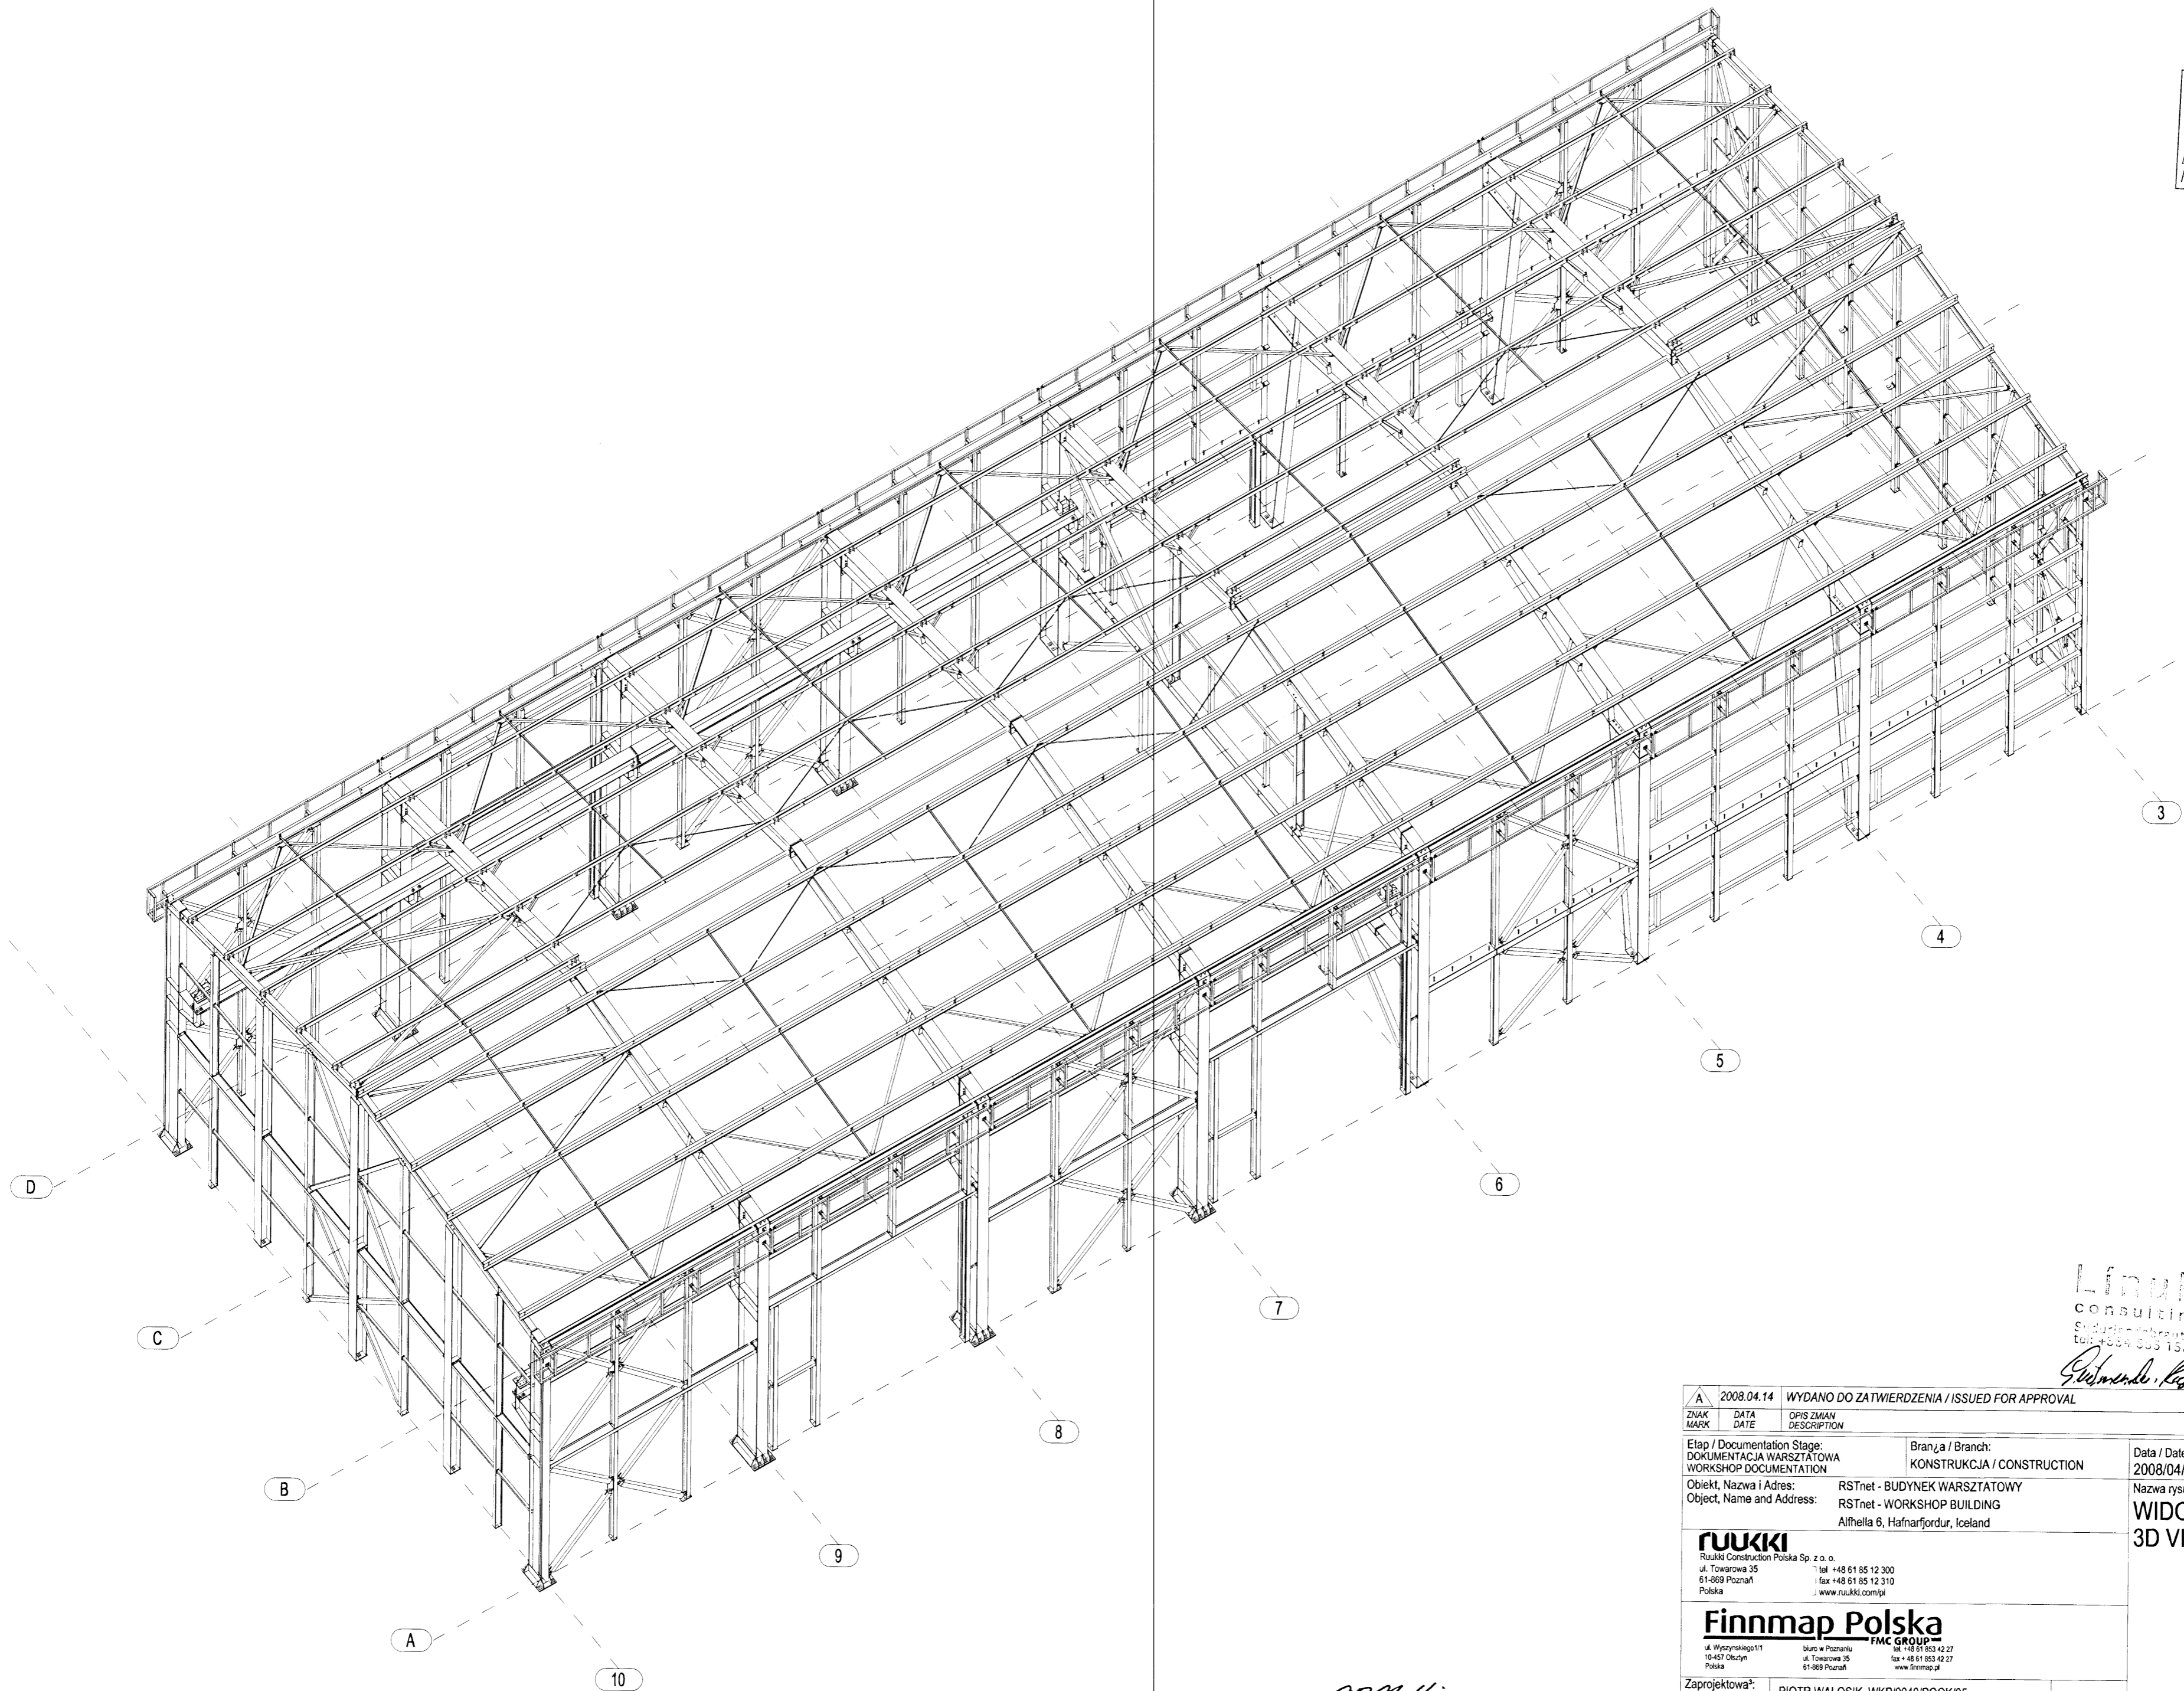 3
4
5
6
7
8
9
10
D
C
B
A
consultin
A 2008.04.14 WYDANO DO ZATWIERDZENIA / ISSUED FOR APPROVAL
ZNAK DATA OPIS ZMIAN
MARK DATE DESCRIPTION
Etap / Documentation Stage:
DOKUMENTACJA WARSZTATOWA
WORKSHOP DOCUMENTATION
Bran¿a / Branch:
KONSTRUKCJA / CONSTRUCTION
Data / Date
2008/04/
Obiekt, Nazwa i Adres: RSTnet - BUDYNEK WARSZTATOWY
Object, Name and Address: RSTnet - WORKSHOP BUILDING
Alfhella 6, Hafnarfjordur, Iceland
Nazwa rys
WIDO
3D VI
RUUKKI
Ruukki Construction Polska Sp. z o. o.
ul. Towarowa 35 tel +48 61 85 12 300
61-869 Poznań fax +48 61 85 12 310
Polska www.ruukki.com/pl
Finnmap Polska
FMC GROUP
ul. Wyszynskiego1/1 biuro w Poznaniu tel. +48 61 853 42 27
10-457 Olsztyn ul. Towarowa 35 fax + 48 61 853 42 27
Polska 61-869 Poznań www.finnmap.pl
Zaprojektowa³: